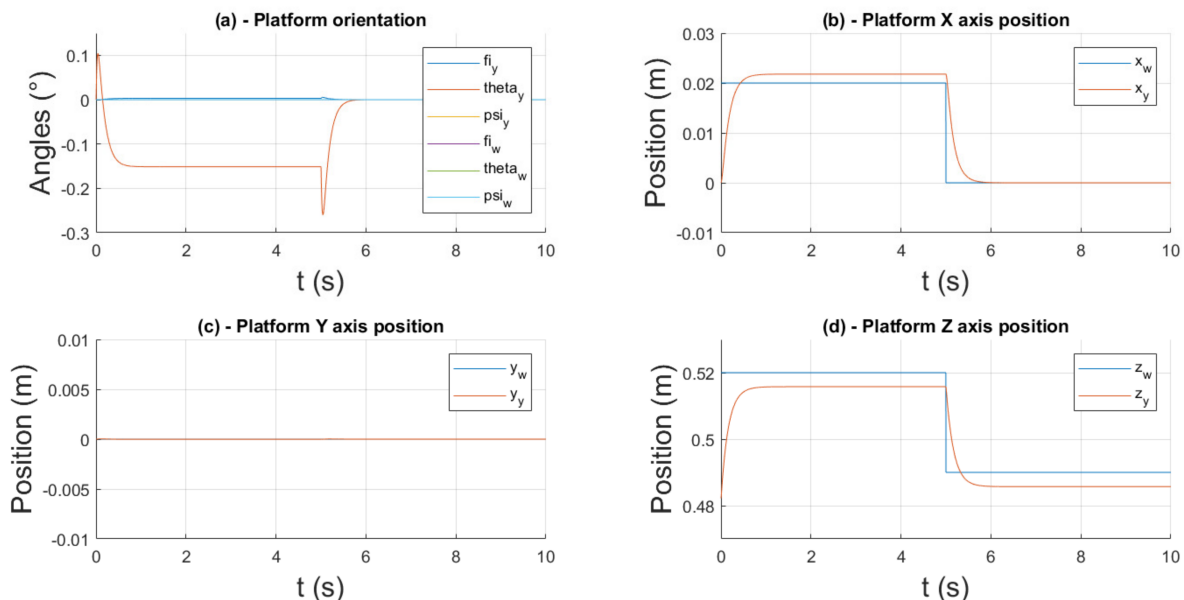 (a) - Platform orientation
0.1
0
-0.1
-0.2
-0.3
Angles (°)
0 2 4 6 8 10
t (s)
fi_y
theta_y
psi_y
fi_w
theta_w
psi_w
(b) - Platform X axis position
0.03
0.02
0.01
0
-0.01
Position (m)
0 2 4 6 8 10
t (s)
x_w
x_y
(c) - Platform Y axis position
0.01
0.005
0
-0.005
-0.01
Position (m)
0 2 4 6 8 10
t (s)
y_w
y_y
(d) - Platform Z axis position
0.52
0.5
0.48
Position (m)
0 2 4 6 8 10
t (s)
z_w
z_y